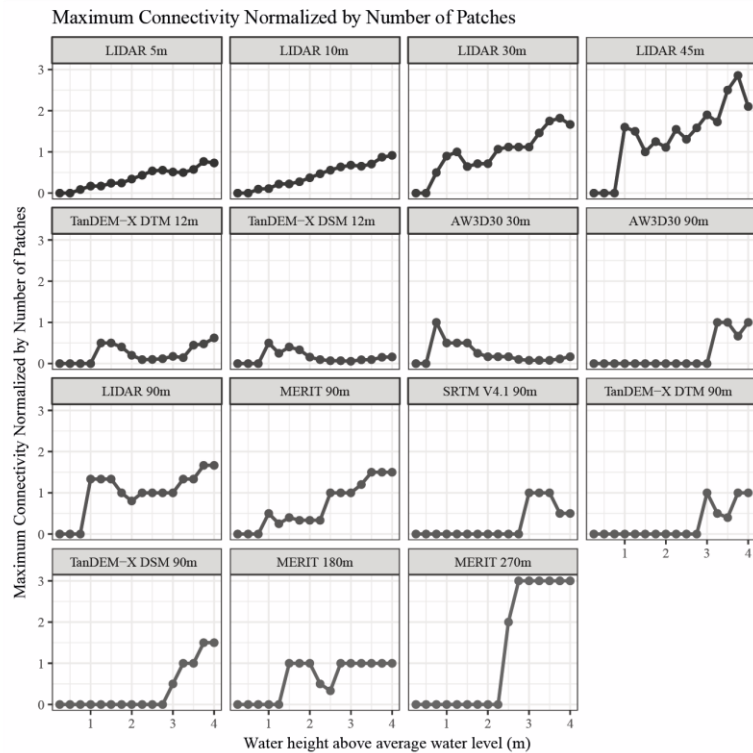 Maximum Connectivity Normalized by Number of Patches
LIDAR 5m
LIDAR 10m
LIDAR 30m
LIDAR 45m
3
2
1
0
TanDEM−X DTM 12m
TanDEM−X DSM 12m
AW3D30 30m
AW3D30 90m
3
2
1
0
LIDAR 90m
MERIT 90m
SRTM V4.1 90m
TanDEM−X DTM 90m
3
2
1
0
1 2 3 4
TanDEM−X DSM 90m
MERIT 180m
MERIT 270m
3
2
1
0
1 2 3 4
1 2 3 4
1 2 3 4
Maximum Connectivity Normalized by Number of Patches
Water height above average water level (m)